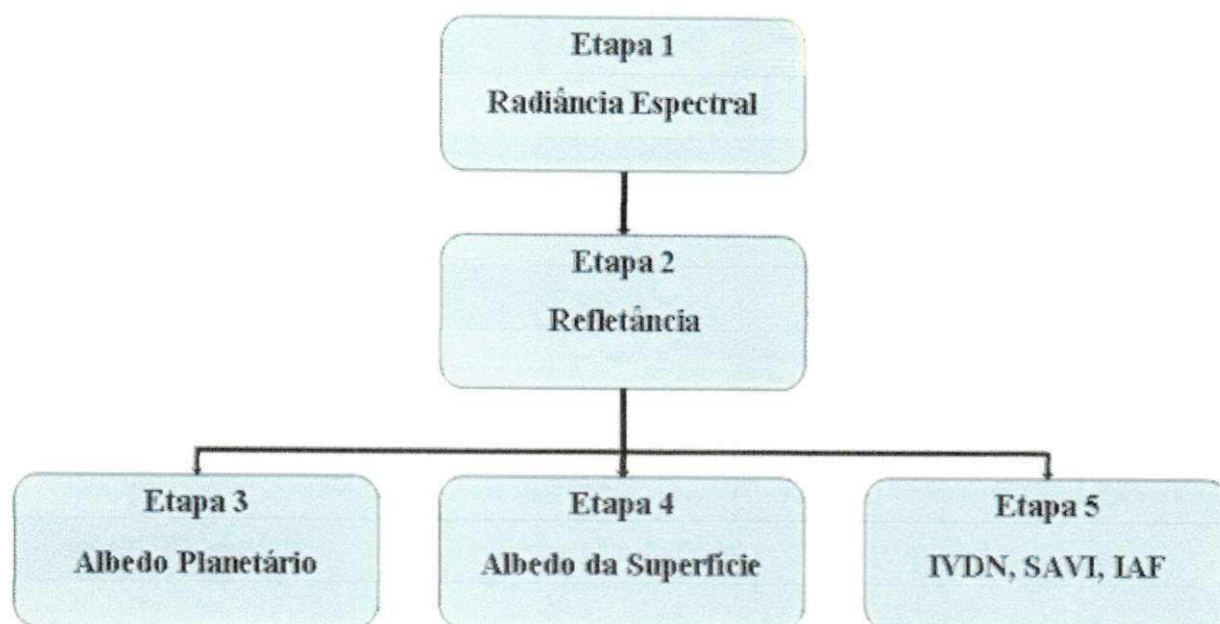 Etapa 1
Radiância Espectral
Etapa 2
Refletância
Etapa 3
Albedo Planetário
Etapa 4
Albedo da Superfície
Etapa 5
IVDN, SAVI, IAF